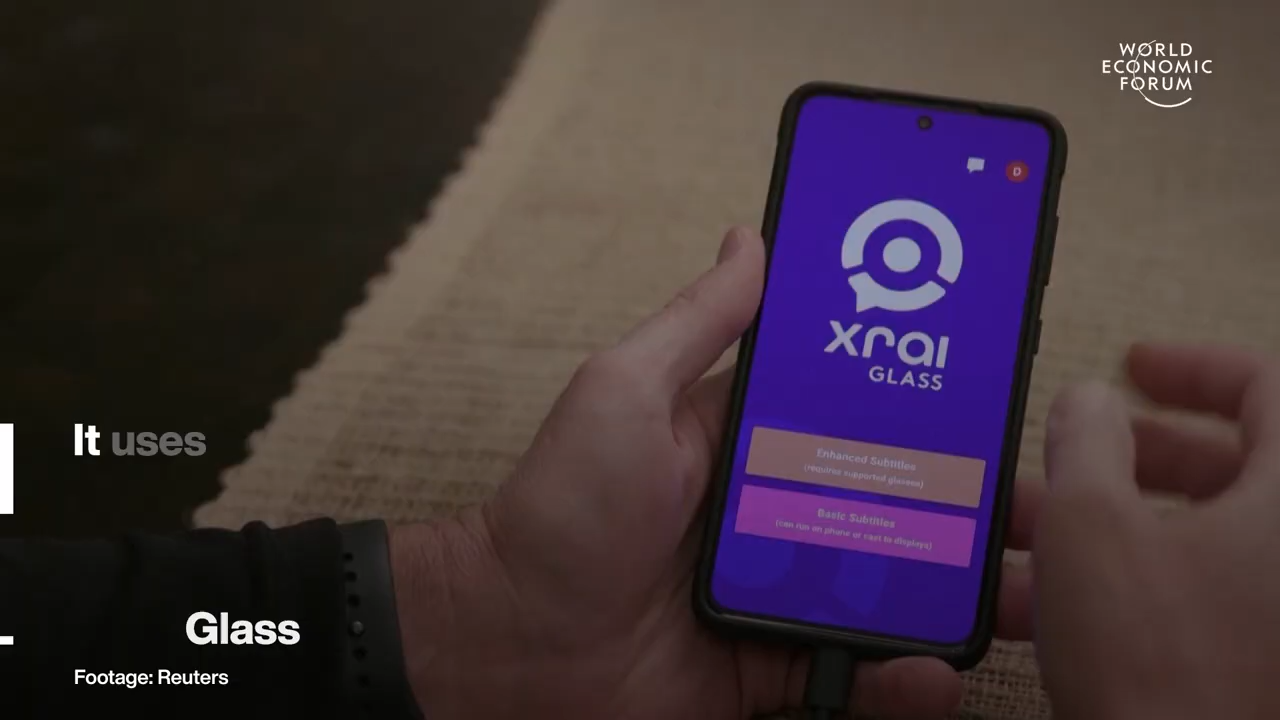 WORLD
ECONOMIC
FORUM
D
xrai
GLASS
Enhanced Subtitles
(requires supported glasses)
Basic Subtitles
(can run on phone or cast to displays)
It uses
Glass
Footage: Reuters